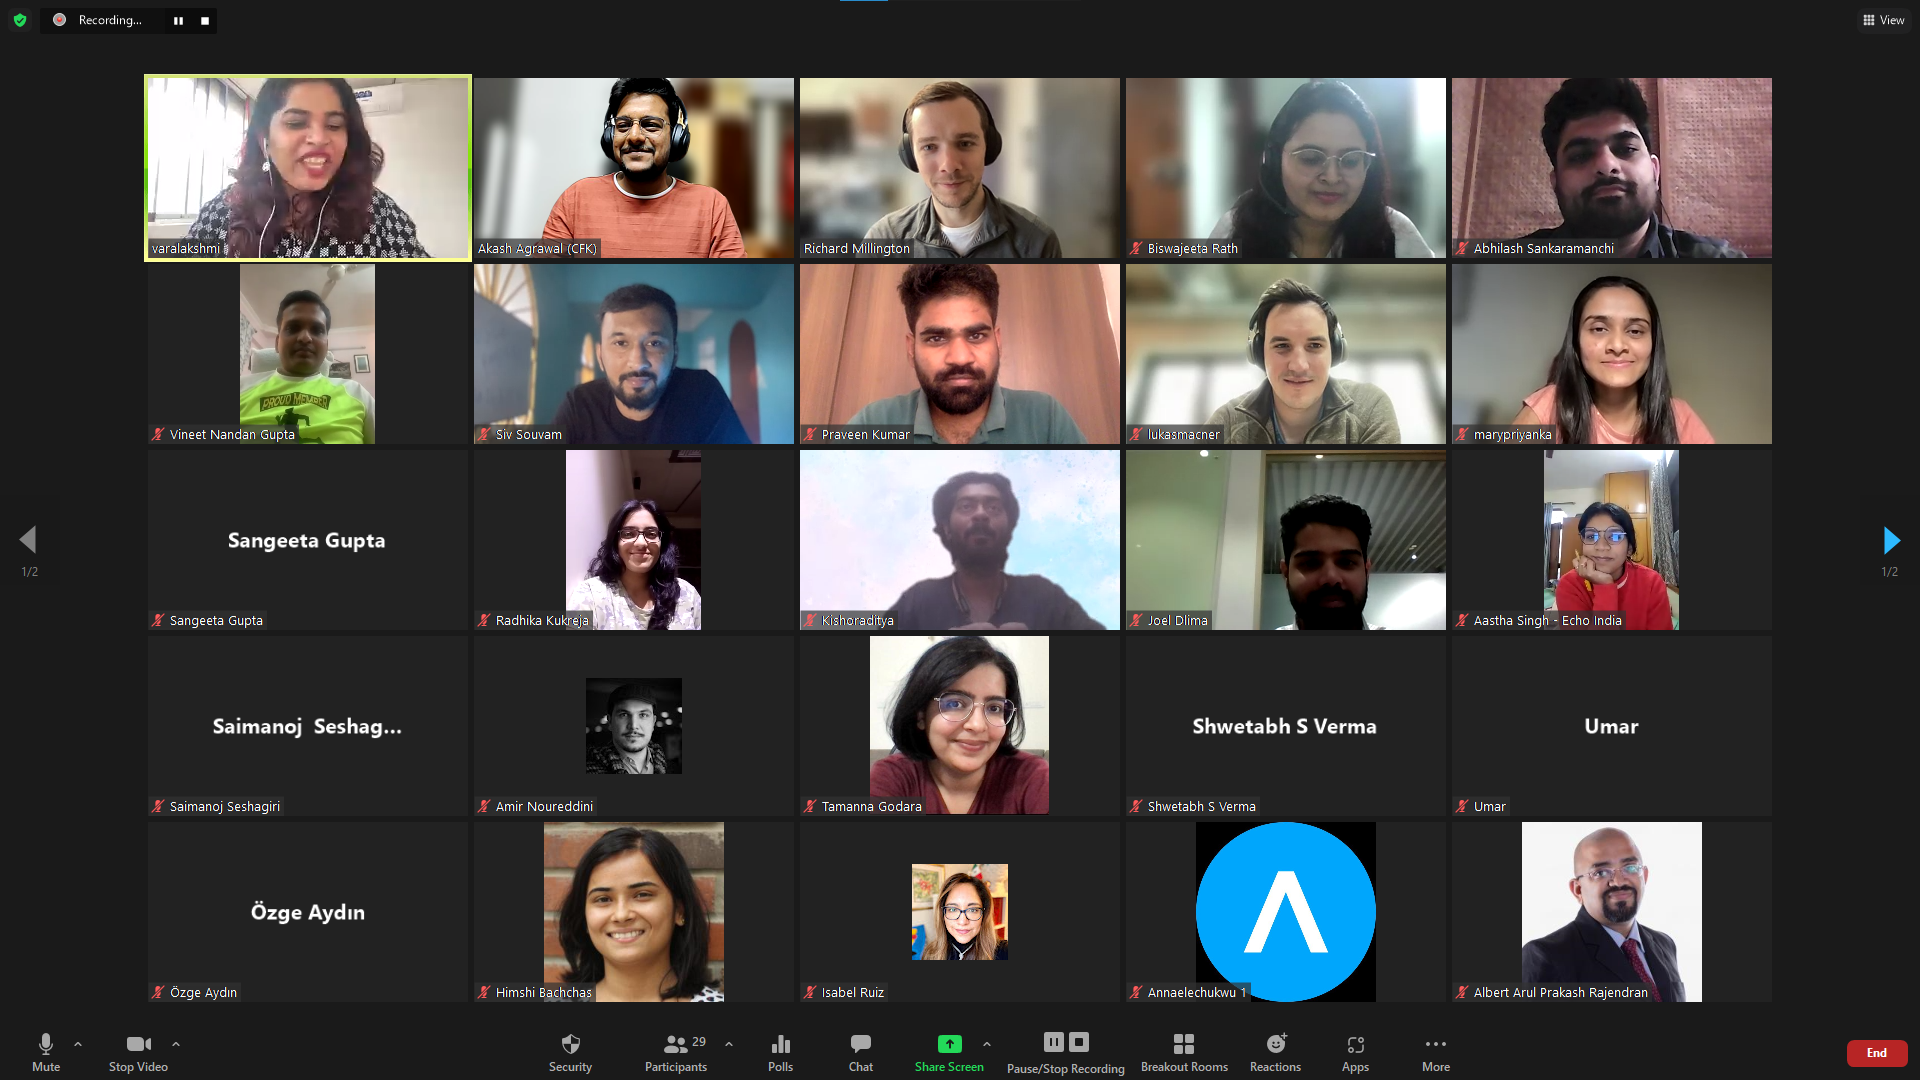 Recording...
View
varalakshmi
Akash Agrawal (CFK)
Richard Millington
Biswajeeta Rath
Abhilash Sankaramanchi
PROUD MEMBER
Vineet Nandan Gupta
Siv Souvam
Praveen Kumar
lukasmacner
marypriyanka
Sangeeta Gupta
Sangeeta Gupta
Radhika Kukreja
Kishoraditya
Joel Dlima
Aastha Singh - Echo India
1/2
1/2
Saimanoj Seshag...
Shwetabh S Verma
Umar
Saimanoj Seshagiri
Amir Noureddini
Tamanna Godara
Shwetabh S Verma
Umar
Özge Aydın
Özge Aydın
Himshi Bachchas
Isabel Ruiz
Annaelechukwu 1
Albert Arul Prakash Rajendran
Mute
Stop Video
Security
29
Participants
Polls
Chat
Share Screen
Pause/Stop Recording
Breakout Rooms
Reactions
Apps
More
End